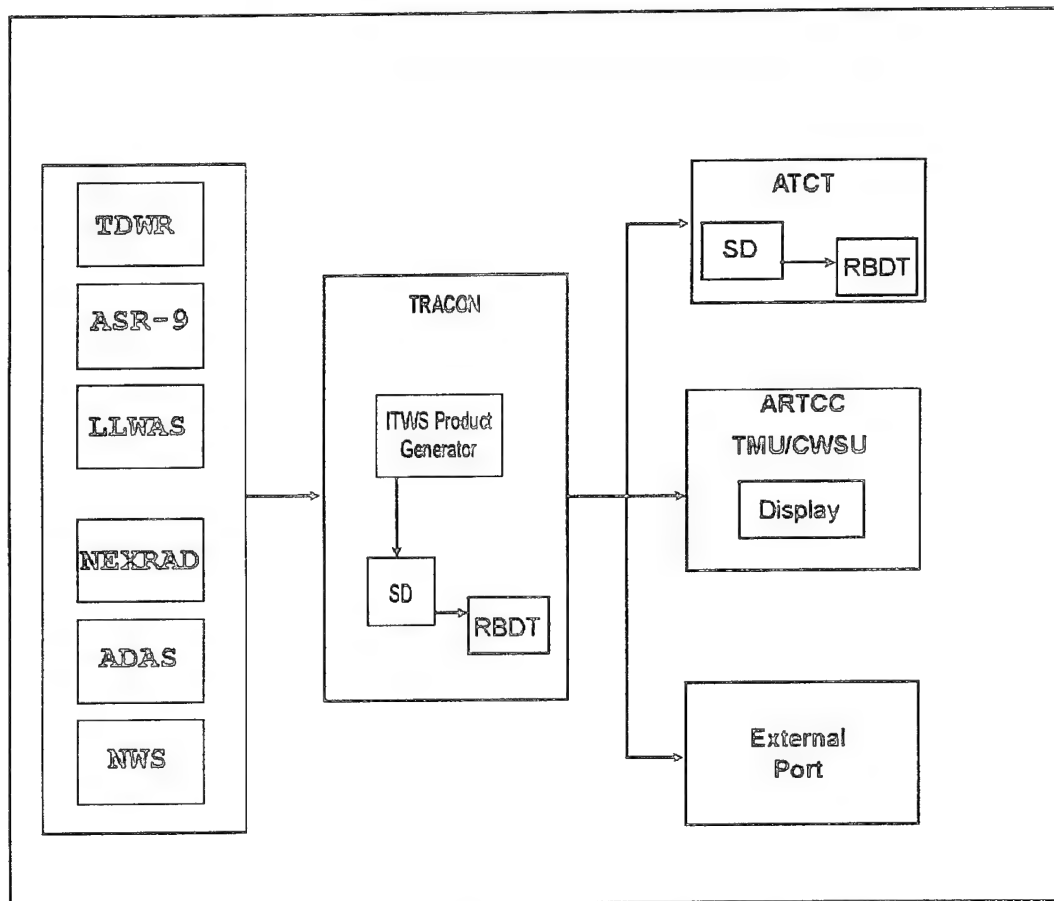 TDWR
ASR-9
LLWAS
NEXRAD
ADAS
NWS
TRACON
ITWS Product
Generator
SD
RBDT
ATCT
SD
RBDT
ARTCC
TMU/CWSU
Display
External
Port